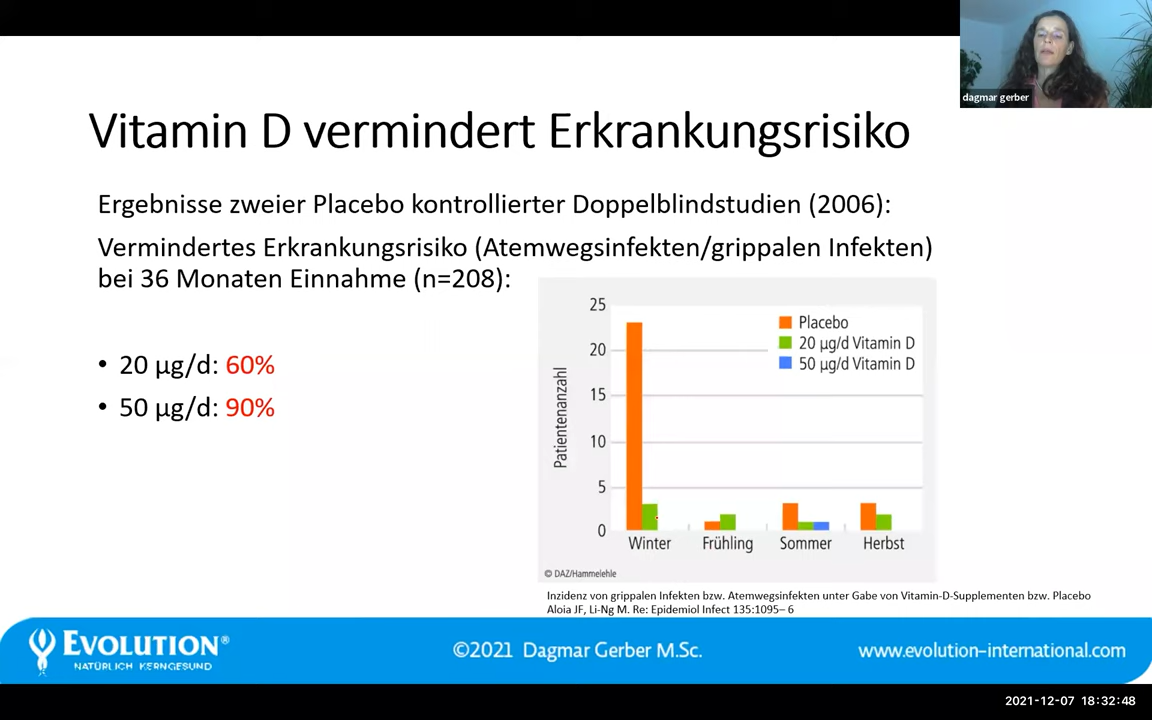 dagmar gerber
Vitamin D vermindert Erkrankungsrisiko
Ergebnisse zweier Placebo kontrollierter Doppelblindstudien (2006):
Vermindertes Erkrankungsrisiko (Atemwegsinfekten/grippalen Infekten)
bei 36 Monaten Einnahme (n=208):
• 20 µg/d: 60%
• 50 µg/d: 90%
25
20
15
10
5
0
Patientenanzahl
Placebo
20 µg/d Vitamin D
50 µg/d Vitamin D
Winter Frühling Sommer Herbst
© DAZ/Hammelehle
Inzidenz von grippalen Infekten bzw. Atemwegsinfekten unter Gabe von Vitamin-D-Supplementen bzw. Placebo
Aloia JF, Li-Ng M. Re: Epidemiol Infect 135:1095– 6
EVOLUTION®
NATÜRLICH KERNGESUND
©2021 Dagmar Gerber M.Sc.
www.evolution-international.com
2021-12-07 18:32:48